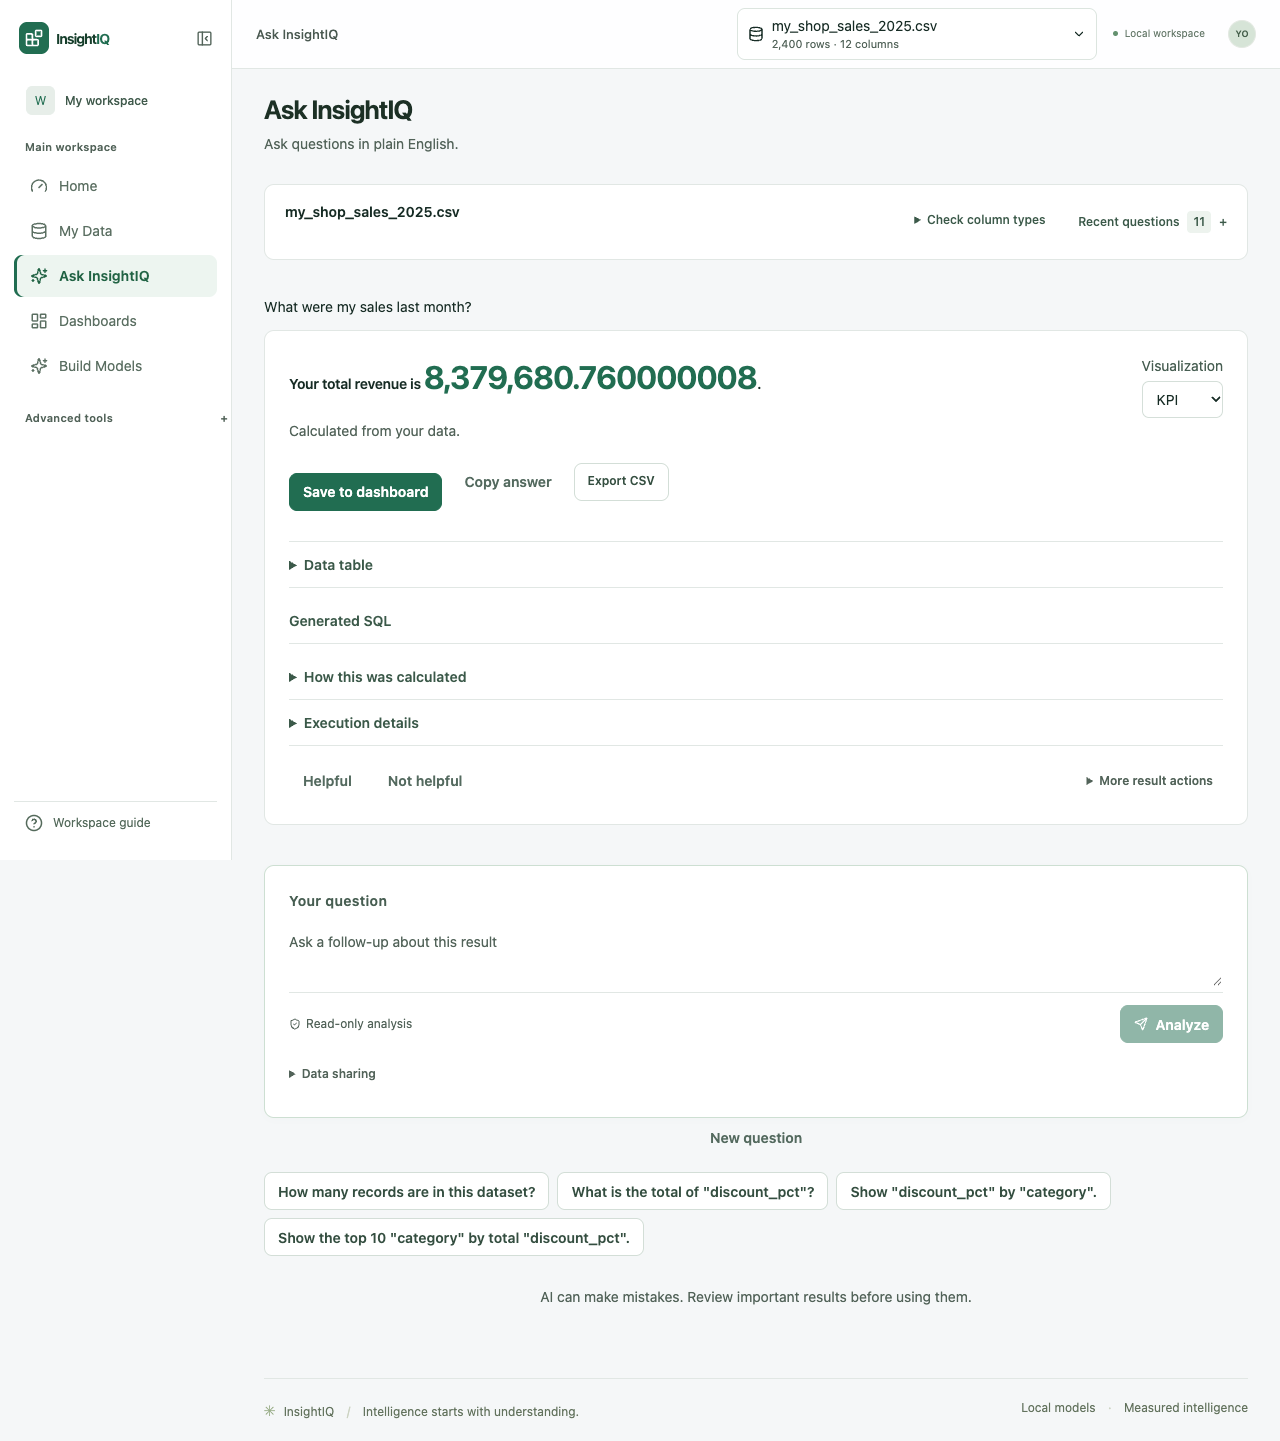 InsightIQ
W My workspace
Main workspace
Home
My Data
Ask InsightIQ
Dashboards
Build Models
Advanced tools +
Workspace guide
Ask InsightIQ
my_shop_sales_2025.csv
2,400 rows · 12 columns
Local workspace
YO
Ask InsightIQ
Ask questions in plain English.
my_shop_sales_2025.csv
Check column types
Recent questions 11 +
What were my sales last month?
Your total revenue is 8,379,680.760000008.
Visualization
KPI
Calculated from your data.
Save to dashboard
Copy answer
Export CSV
Data table
Generated SQL
How this was calculated
Execution details
Helpful
Not helpful
More result actions
Your question
Ask a follow-up about this result
Read-only analysis
Analyze
Data sharing
New question
How many records are in this dataset?
What is the total of "discount_pct"?
Show "discount_pct" by "category".
Show the top 10 "category" by total "discount_pct".
AI can make mistakes. Review important results before using them.
InsightIQ / Intelligence starts with understanding.
Local models · Measured intelligence